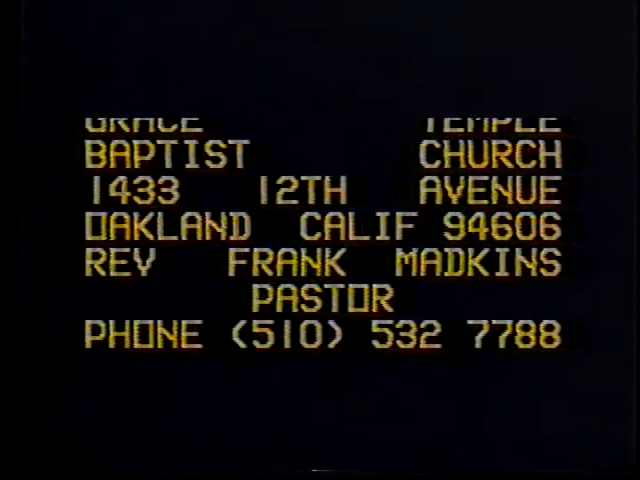 GRACE TEMPLE
BAPTIST CHURCH
1433 12TH AVENUE
OAKLAND CALIF 94606
REV FRANK MADKINS
PASTOR
PHONE (510) 532 7788